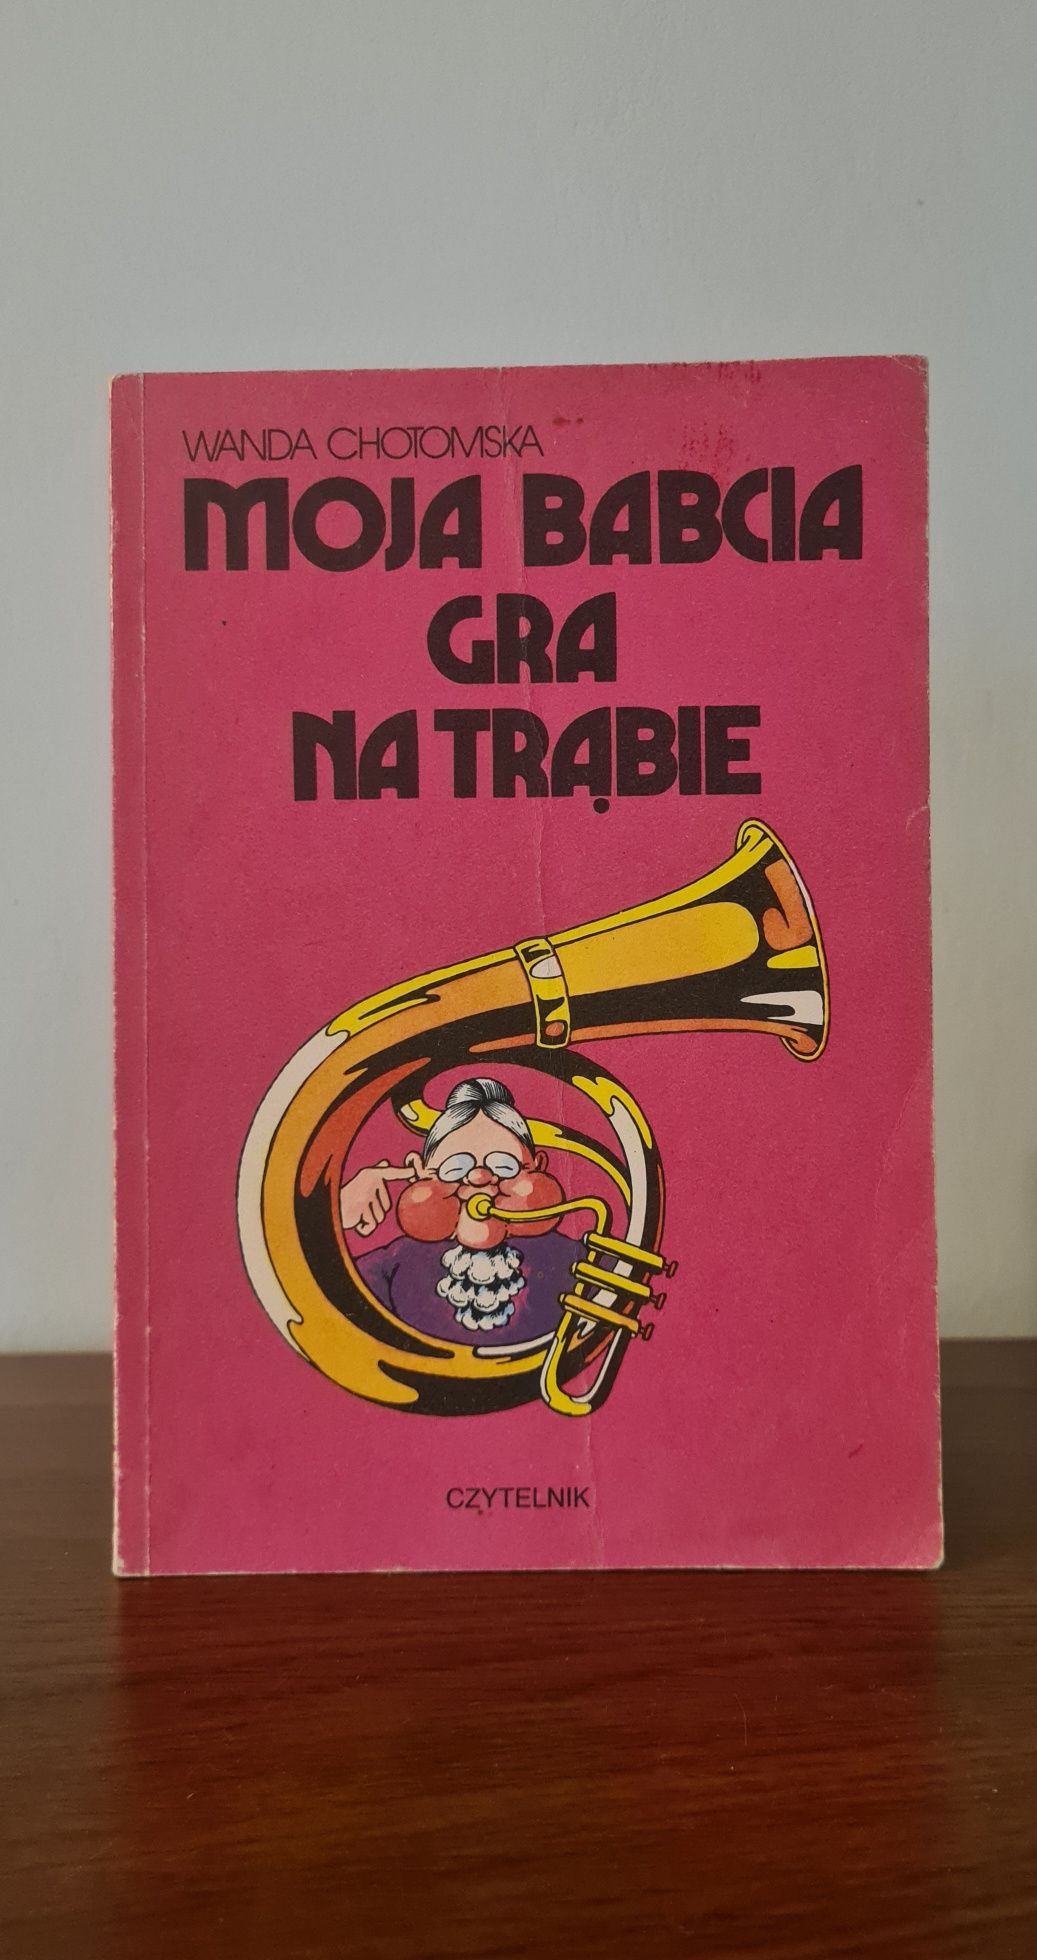 WANDA CHOTOMSKA
MOJA BABCIA
GRA
NA TRĄBIE
CZYTELNIK